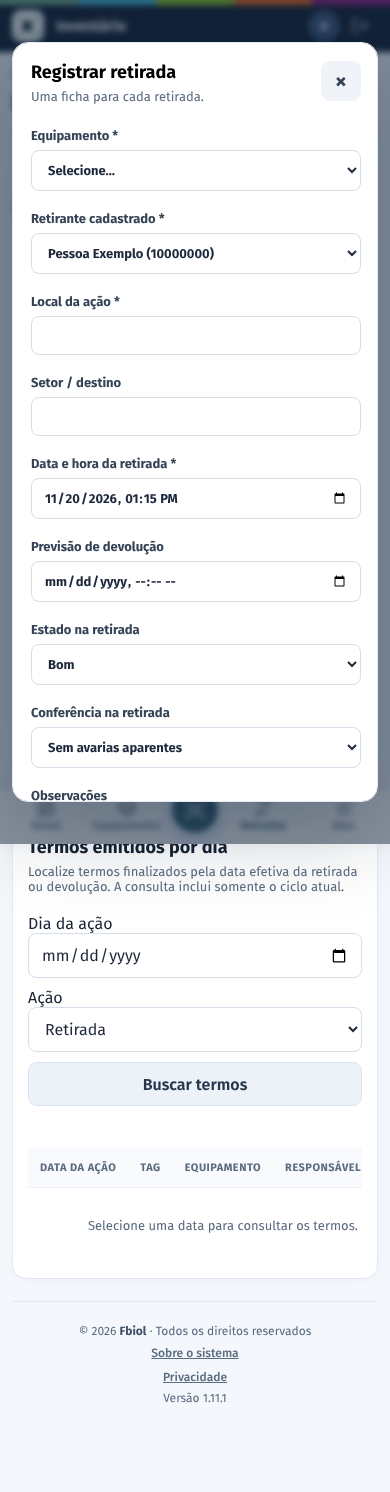 Inventário
Registrar retirada
×
Uma ficha para cada retirada.
Equipamento *
Selecione...
Retirante cadastrado *
Pessoa Exemplo (10000000)
Local da ação *
Setor / destino
Data e hora da retirada *
11/20/2026, 01:15 PM
Previsão de devolução
mm/dd/yyyy, --:-- --
Estado na retirada
Bom
Conferência na retirada
Sem avarias aparentes
Observações
Termos emitidos por dia
Localize termos finalizados pela data efetiva da retirada
ou devolução. A consulta inclui somente o ciclo atual.
Dia da ação
mm/dd/yyyy
Ação
Retirada
Buscar termos
DATA DA AÇÃO TAG EQUIPAMENTO RESPONSÁVEL
Selecione uma data para consultar os termos.
© 2026 Fbiol · Todos os direitos reservados
Sobre o sistema
Privacidade
Versão 1.11.1